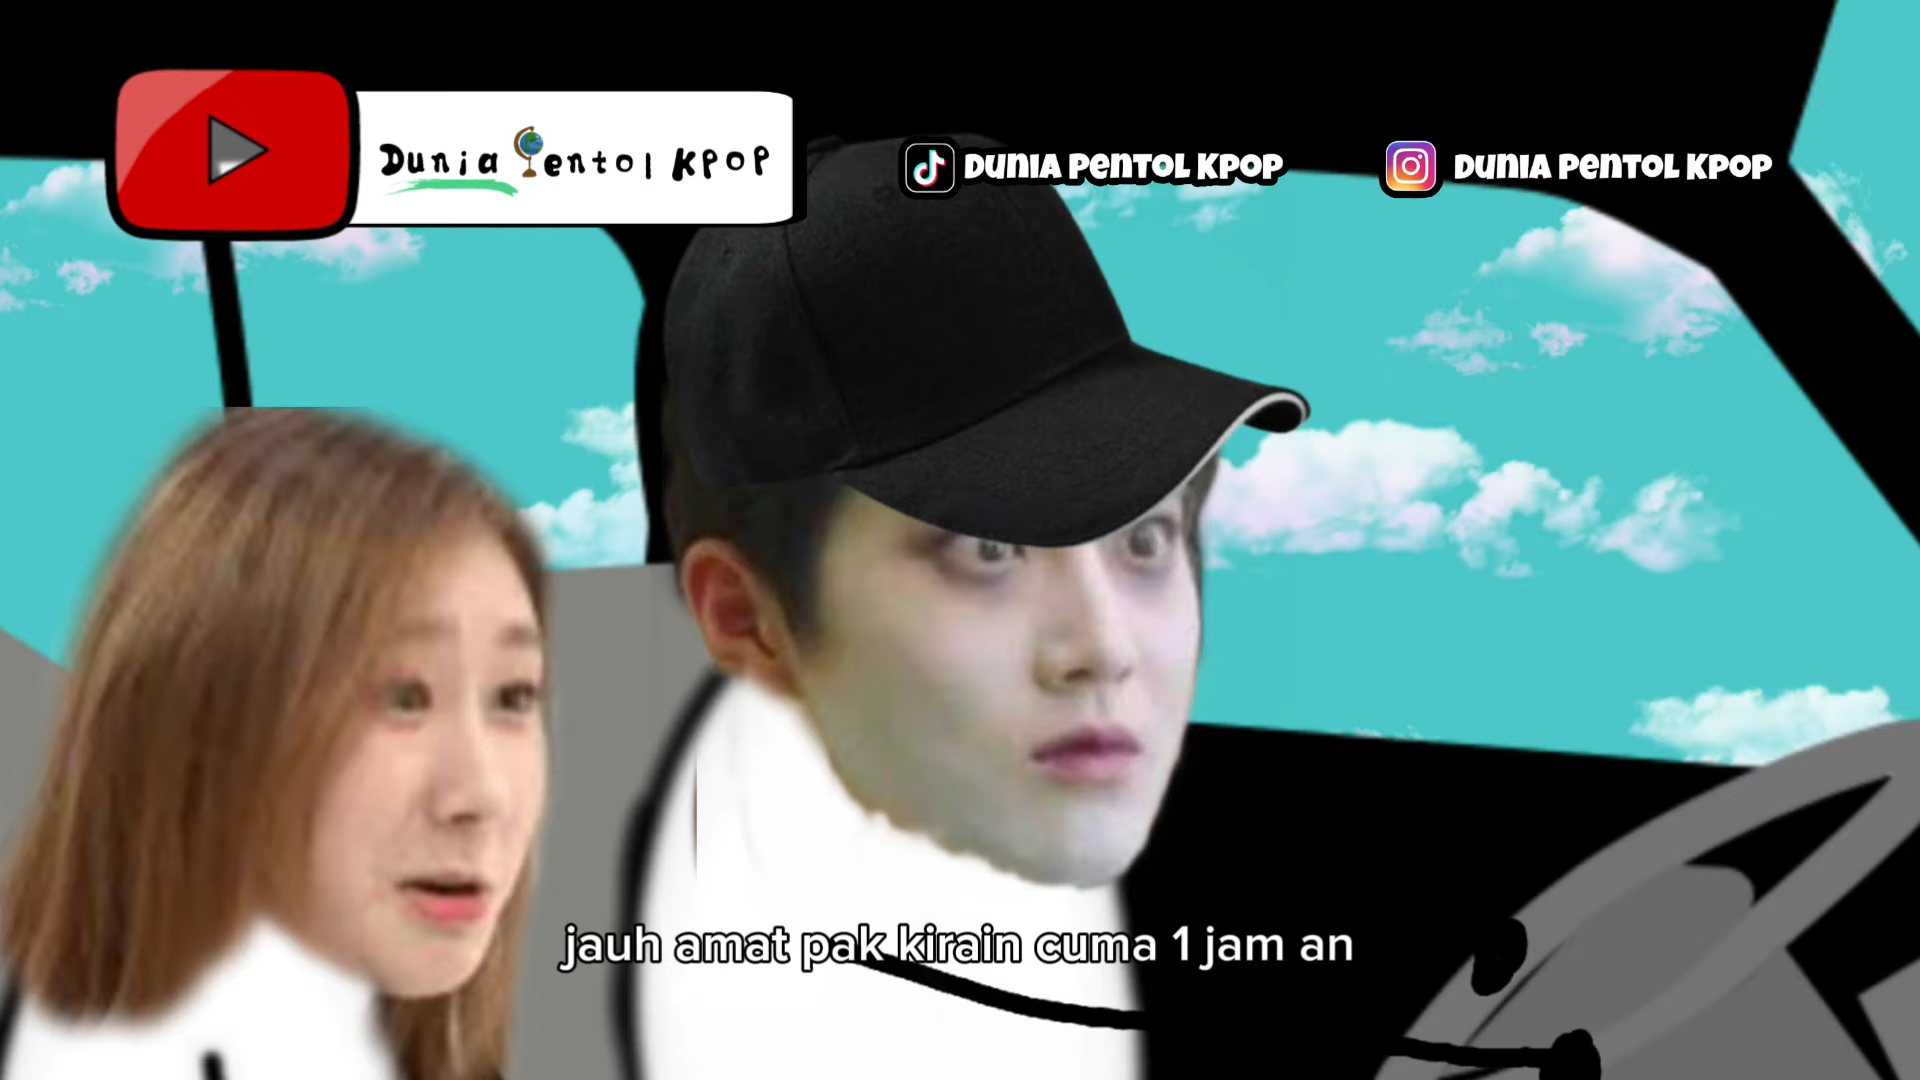 Dunia Pentol KPOP
DUNIA PENTOL KPOP
DUNIA PENTOL KPOP
jauh amat pak kirain cuma 1 jam an